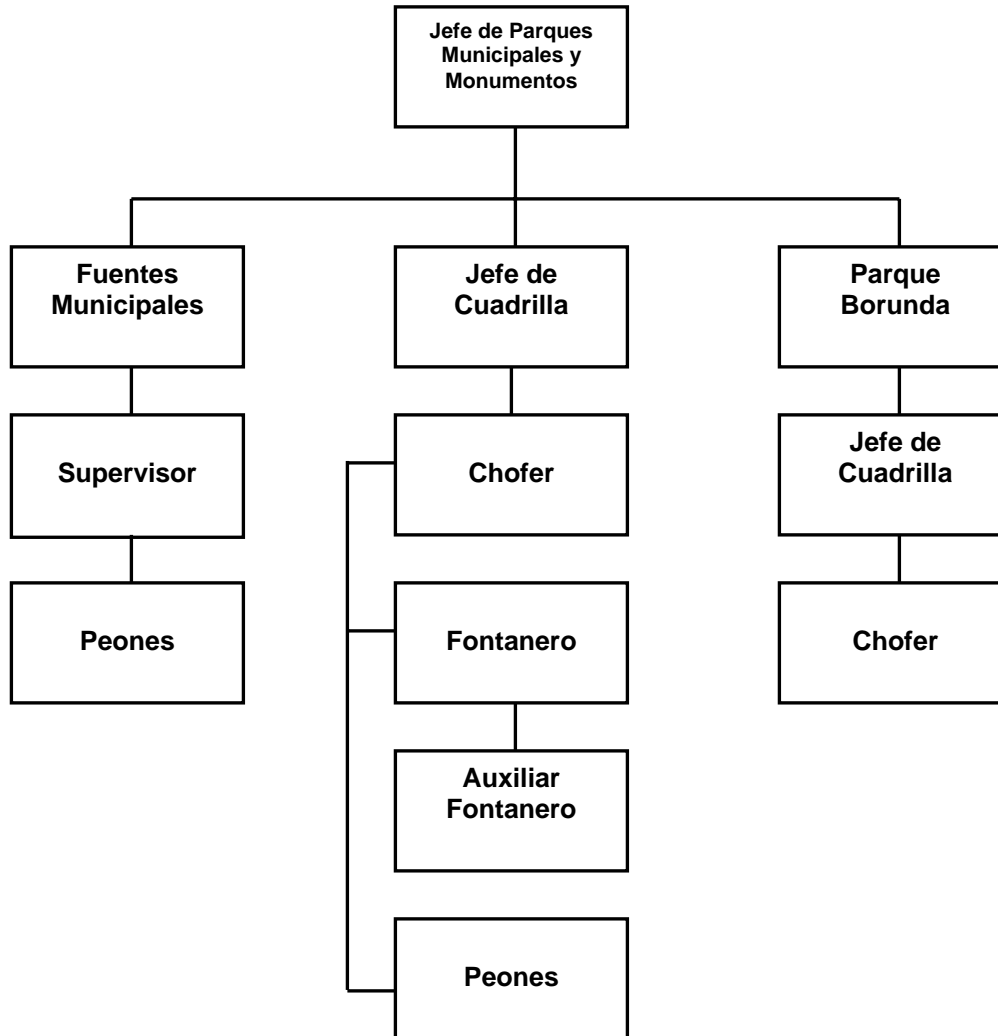 Jefe de Parques
Municipales y
Monumentos
Fuentes
Municipales
Jefe de
Cuadrilla
Parque
Borunda
Supervisor
Chofer
Jefe de
Cuadrilla
Peones
Fontanero
Chofer
Auxiliar
Fontanero
Peones